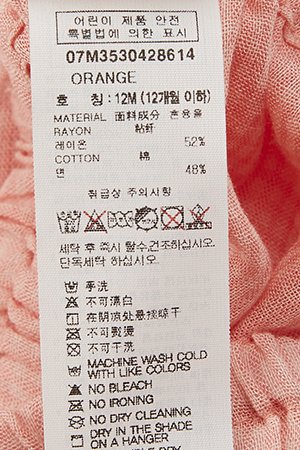 어린이 제품 안전
특별법에 의한 표시
07M3530428614
ORANGE
호 칭 : 12M (12개월 이하)
MATERIAL 面料成分 혼용율
RAYON 粘紆
레이온 52%
COTTON 綿
면 48%
취급상 주의사항
세탁 후 즉시 탈수,건조하십시오.
단독세탁 하십시오.
手洗
不可漂白
在阴凉处悬挂晾干
不可熨烫
不可干洗
MACHINE WASH COLD
WITH LIKE COLORS
NO BLEACH
NO IRONING
NO DRY CLEANING
DRY IN THE SHADE
ON A HANGER